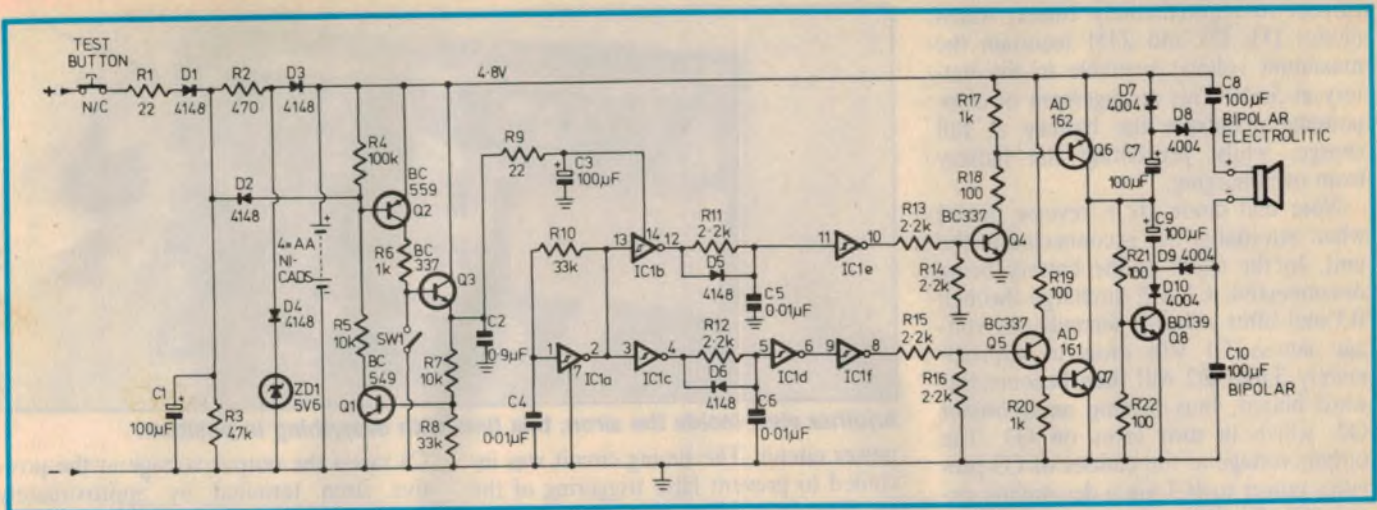 TEST
BUTTON
+
N/C
R1
22
D1
4148
R2
470
D3
4148
4·8V
D2
4148
R4
100k
BC
559
Q2
R6
1k
BC
337
Q3
4× AA
NI-
CADS
+
-
D4
4148
ZD1
5V6
C1
100µF
+
R3
47k
R5
10k
BC
549
Q1
SW1
R7
10k
R8
33k
C2
0·9µF
R9
22
C3
100µF
+
R10
33k
C4
0·01µF
1
2
7
IC1a
13
14
12
IC1b
3
4
IC1c
R11
2·2k
D5
4148
C5
0·01µF
R12
2·2k
D6
4148
C6
0·01µF
5
6
IC1d
11
10
IC1e
9
8
IC1f
R13
2·2k
R14
2·2k
R15
2·2k
R16
2·2k
R17
1k
R18
100
BC337
Q4
AD
162
Q6
R19
100
BC337
Q5
AD
161
Q7
R20
1k
D7
4004
D8
4004
C7
100µF
+
C8
100µF
BIPOLAR
ELECTROLITIC
+
C9
100µF
+
R21
100
D9 4004
D10
4004
BD139
Q8
R22
100
C10
100µF
BIPOLAR